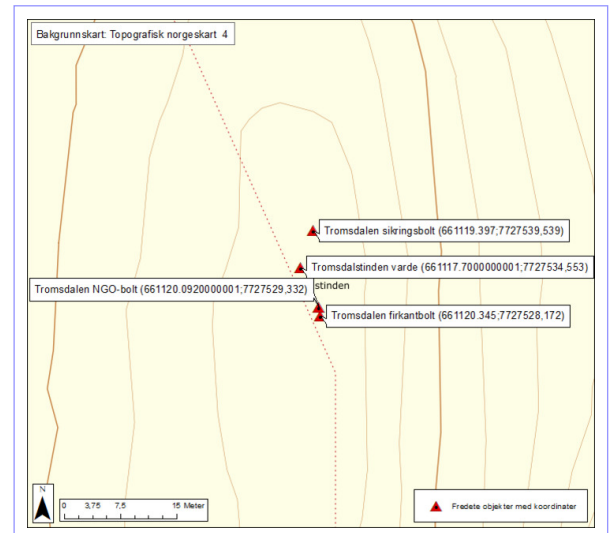 Bakgrunnskart: Topografisk norgeskart 4
Tromsdalen sikringsbolt (661119.397;7727539,539)
Tromsdalstinden varde (661117.7000000001;7727534,553)
stinden
Tromsdalen NGO-bolt (661120.0920000001;7727529,332)
Tromsdalen firkantbolt (661120.345;7727528,172)
N
0 3,75 7,5 15 Meter
Fredete objekter med koordinater